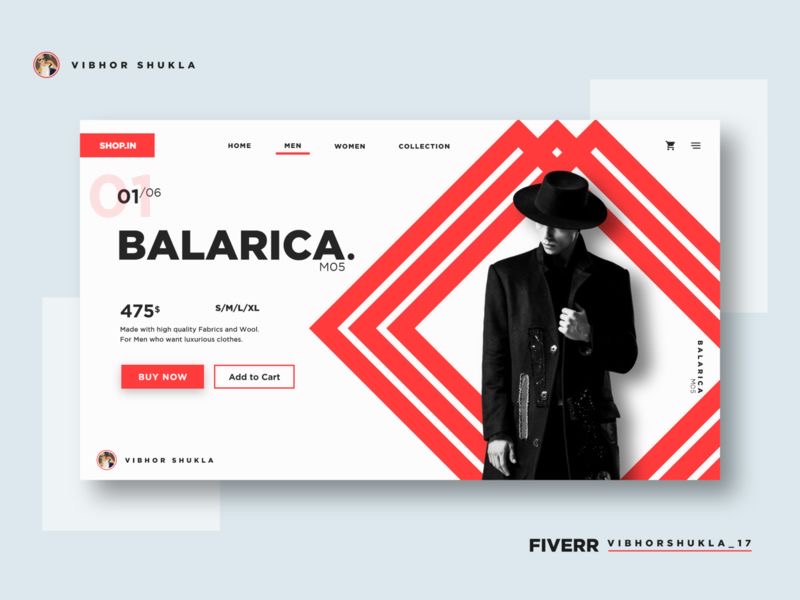 VIBHOR SHUKLA
SHOP.IN
HOME
MEN
WOMEN
COLLECTION
01
01/06
BALARICA.
M05
475$
S/M/L/XL
Made with high quality Fabrics and Wool.
For Men who want luxurious clothes.
BUY NOW
Add to Cart
BALARICA
M05
VIBHOR SHUKLA
FIVERR VIBHORSHUKLA_17